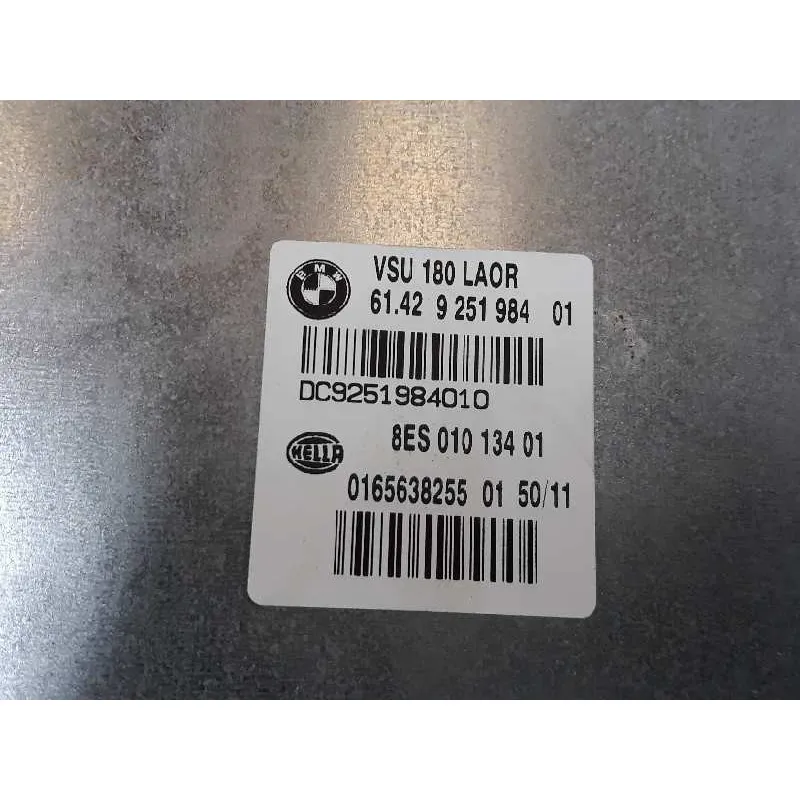 BMW
VSU 180 LAOR
61.42 9 251 984 01
DC9251984010
8ES 010 134 01
HELLA
0165638255 01 50/11